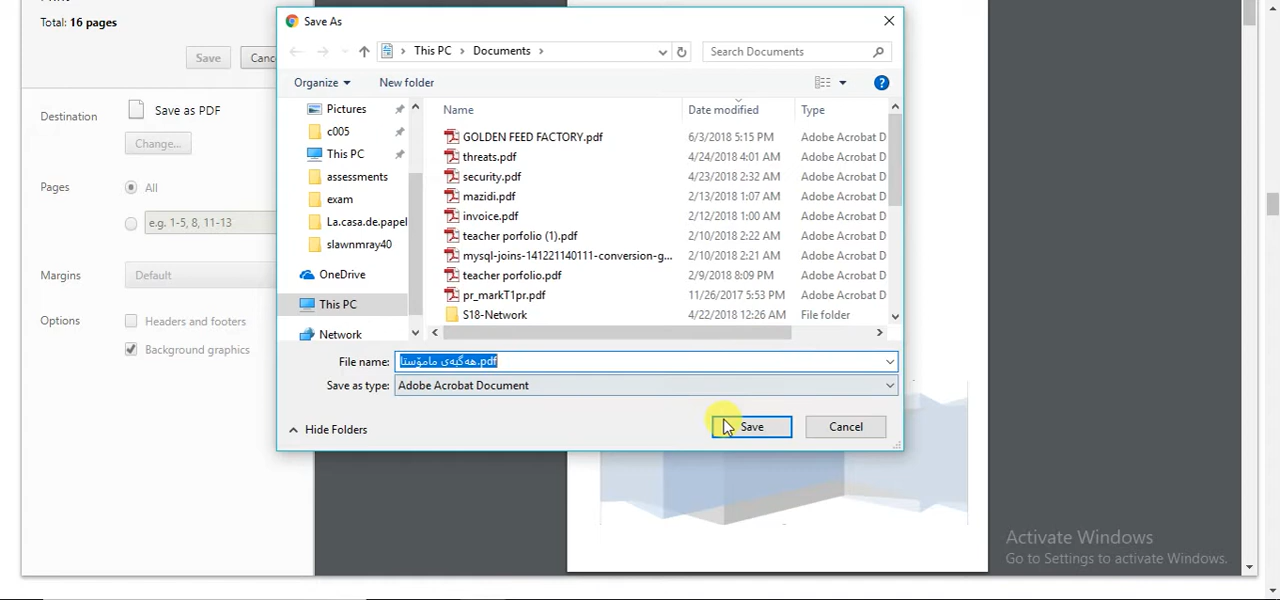 Total: 16 pages
Save
Canc
Destination
Save as PDF
Change...
Pages
All
e.g. 1-5, 8, 11-13
Margins
Default
Options
Headers and footers
Background graphics
Save As
This PC
Documents
Search Documents
Organize
New folder
Pictures
c005
This PC
assessments
exam
La.casa.de.papel
slawnmray40
OneDrive
This PC
Network
Name
Date modified
Type
GOLDEN FEED FACTORY.pdf
6/3/2018 5:15 PM
Adobe Acrobat D
threats.pdf
4/24/2018 4:01 AM
Adobe Acrobat D
security.pdf
4/23/2018 2:32 AM
Adobe Acrobat D
mazidi.pdf
2/13/2018 1:07 AM
Adobe Acrobat D
invoice.pdf
2/12/2018 1:00 AM
Adobe Acrobat D
teacher porfolio (1).pdf
2/10/2018 2:22 AM
Adobe Acrobat D
mysql-joins-141221140111-conversion-g...
2/10/2018 2:21 AM
Adobe Acrobat D
teacher porfolio.pdf
2/9/2018 8:09 PM
Adobe Acrobat D
pr_markT1pr.pdf
11/26/2017 5:53 PM
Adobe Acrobat D
S18-Network
4/22/2018 12:26 AM
File folder
File name:
هەگبەی مامۆستا.pdf
Save as type:
Adobe Acrobat Document
Hide Folders
Save
Cancel
Activate Windows
Go to Settings to activate Windows.